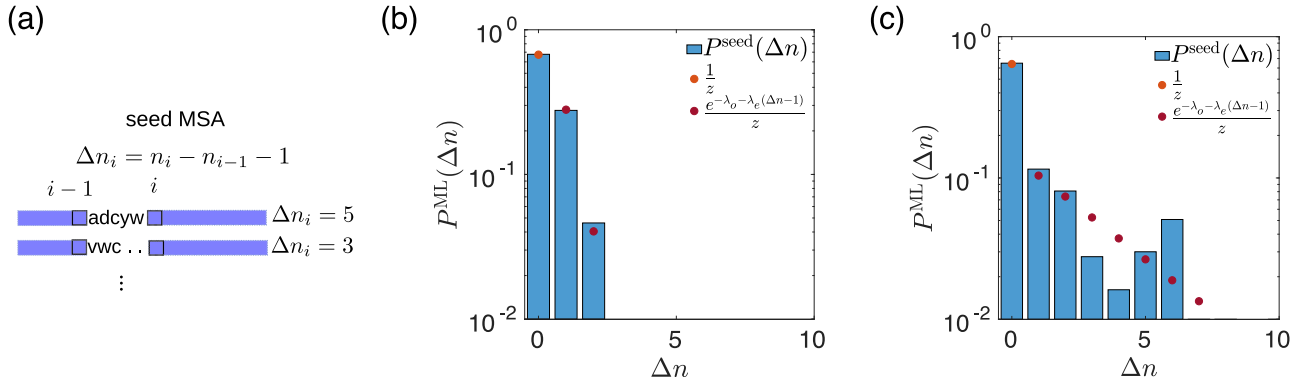 (a)
seed MSA
Δn_i = n_i − n_{i−1} − 1
i − 1 i
adcyw Δn_i = 5
vwc . . Δn_i = 3
⋮
(b)
P^ML(Δn)
10^0
10^-1
10^-2
0 5 10
Δn
P^seed(Δn)
1/z
e^{−λ_o−λ_e(Δn−1)}/z
(c)
P^ML(Δn)
10^0
10^-1
10^-2
0 5 10
Δn
P^seed(Δn)
1/z
e^{−λ_o−λ_e(Δn−1)}/z